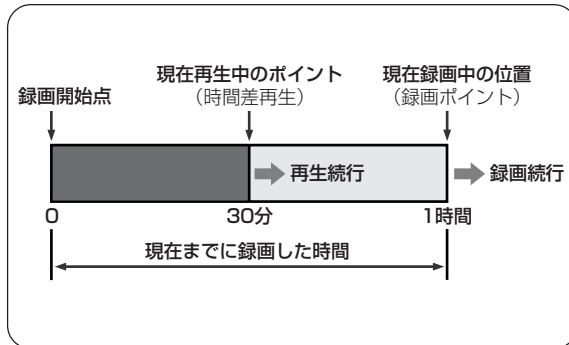 録画開始点
現在再生中のポイント
（時間差再生）
現在録画中の位置
（録画ポイント）
再生続行
録画続行
0
30分
1時間
現在までに録画した時間